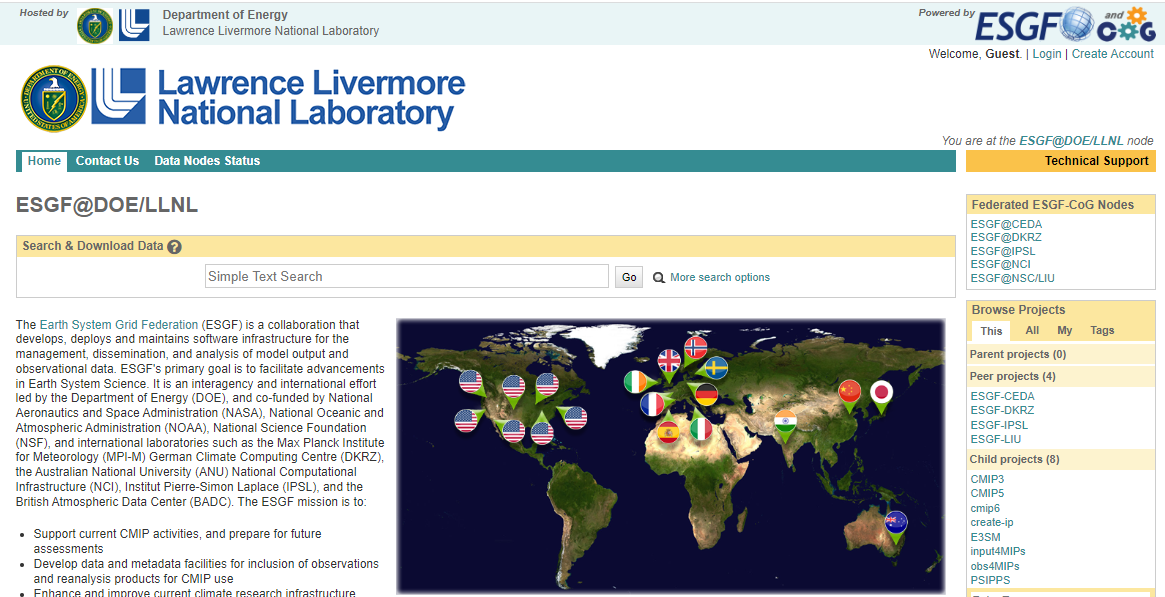 Hosted by
Department of Energy
Lawrence Livermore National Laboratory
Powered by
ESGF and CoG
Welcome, Guest. | Login | Create Account
Lawrence Livermore
National Laboratory
You are at the ESGF@DOE/LLNL node
Home Contact Us Data Nodes Status
Technical Support
ESGF@DOE/LLNL
Search & Download Data ?
Simple Text Search
Go
More search options
The Earth System Grid Federation (ESGF) is a collaboration that
develops, deploys and maintains software infrastructure for the
management, dissemination, and analysis of model output and
observational data. ESGF's primary goal is to facilitate advancements
in Earth System Science. It is an interagency and international effort
led by the Department of Energy (DOE), and co-funded by National
Aeronautics and Space Administration (NASA), National Oceanic and
Atmospheric Administration (NOAA), National Science Foundation
(NSF), and international laboratories such as the Max Planck Institute
for Meteorology (MPI-M) German Climate Computing Centre (DKRZ),
the Australian National University (ANU) National Computational
Infrastructure (NCI), Institut Pierre-Simon Laplace (IPSL), and the
British Atmospheric Data Center (BADC). The ESGF mission is to:
• Support current CMIP activities, and prepare for future
assessments
• Develop data and metadata facilities for inclusion of observations
and reanalysis products for CMIP use
• Enhance and improve current climate research infrastructure
Federated ESGF-CoG Nodes
ESGF@CEDA
ESGF@DKRZ
ESGF@IPSL
ESGF@NCI
ESGF@NSC/LIU
Browse Projects
This All My Tags
Parent projects (0)
Peer projects (4)
ESGF-CEDA
ESGF-DKRZ
ESGF-IPSL
ESGF-LIU
Child projects (8)
CMIP3
CMIP5
cmip6
create-ip
E3SM
input4MIPs
obs4MIPs
PSIPPS